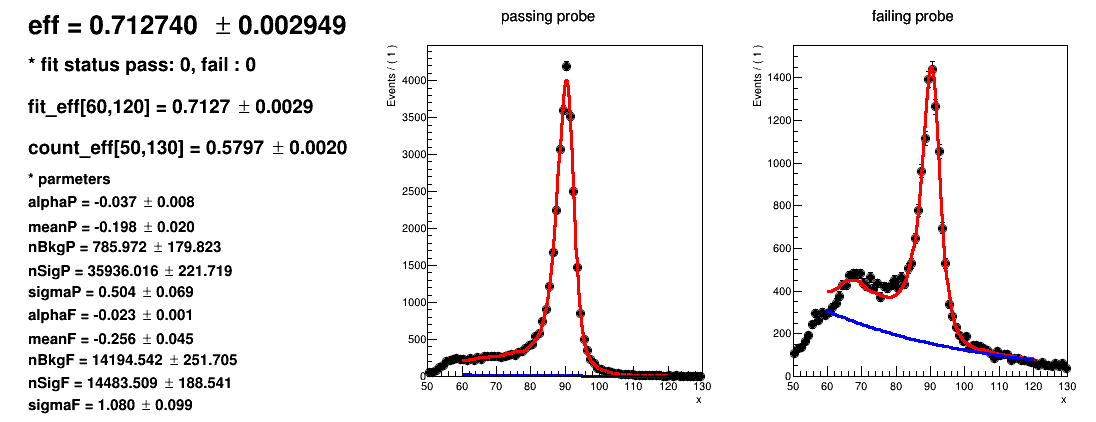 eff = 0.712740 ± 0.002949
* fit status pass: 0, fail : 0
fit_eff[60,120] = 0.7127 ± 0.0029
count_eff[50,130] = 0.5797 ± 0.0020
* parmeters
alphaP = -0.037 ± 0.008
meanP = -0.198 ± 0.020
nBkgP = 785.972 ± 179.823
nSigP = 35936.016 ± 221.719
sigmaP = 0.504 ± 0.069
alphaF = -0.023 ± 0.001
meanF = -0.256 ± 0.045
nBkgF = 14194.542 ± 251.705
nSigF = 14483.509 ± 188.541
sigmaF = 1.080 ± 0.099
passing probe
Events / ( 1 )
4000
3500
3000
2500
2000
1500
1000
500
0
50 60 70 80 90 100 110 120 130
x
failing probe
Events / ( 1 )
1400
1200
1000
800
600
400
200
0
50 60 70 80 90 100 110 120 130
x